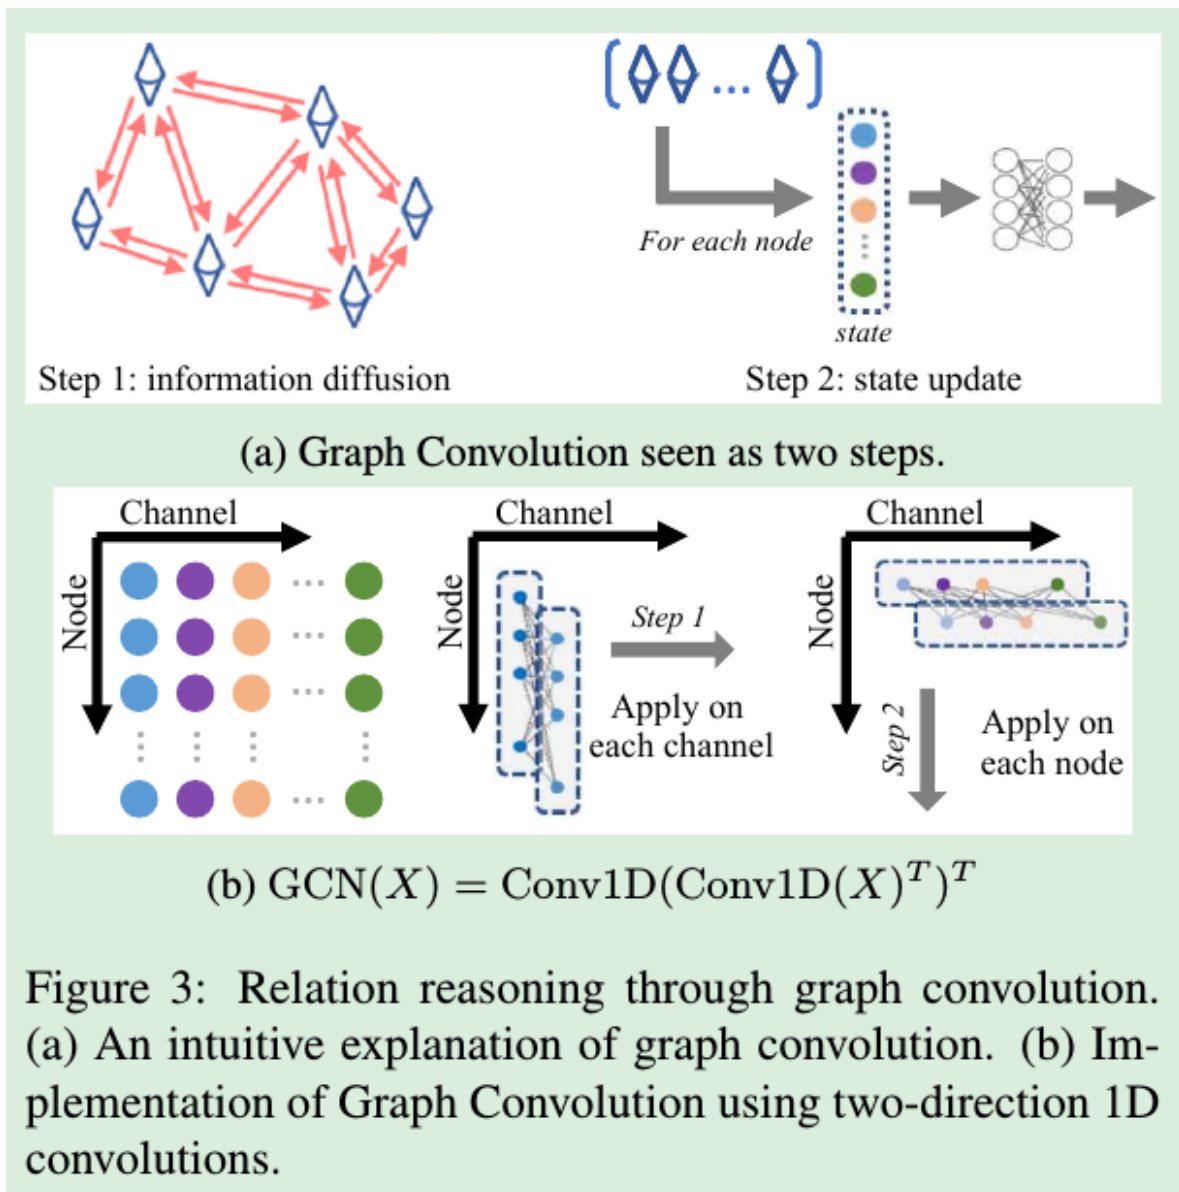 For each node
state
Step 1: information diffusion
Step 2: state update
(a) Graph Convolution seen as two steps.
Channel
Node
Channel
Node
Step 1
Apply on
each channel
Channel
Node
Step 2
Apply on
each node
(b) GCN(X) = Conv1D(Conv1D(X)^T)^T
Figure 3: Relation reasoning through graph convolution.
(a) An intuitive explanation of graph convolution. (b) Im-
plementation of Graph Convolution using two-direction 1D
convolutions.